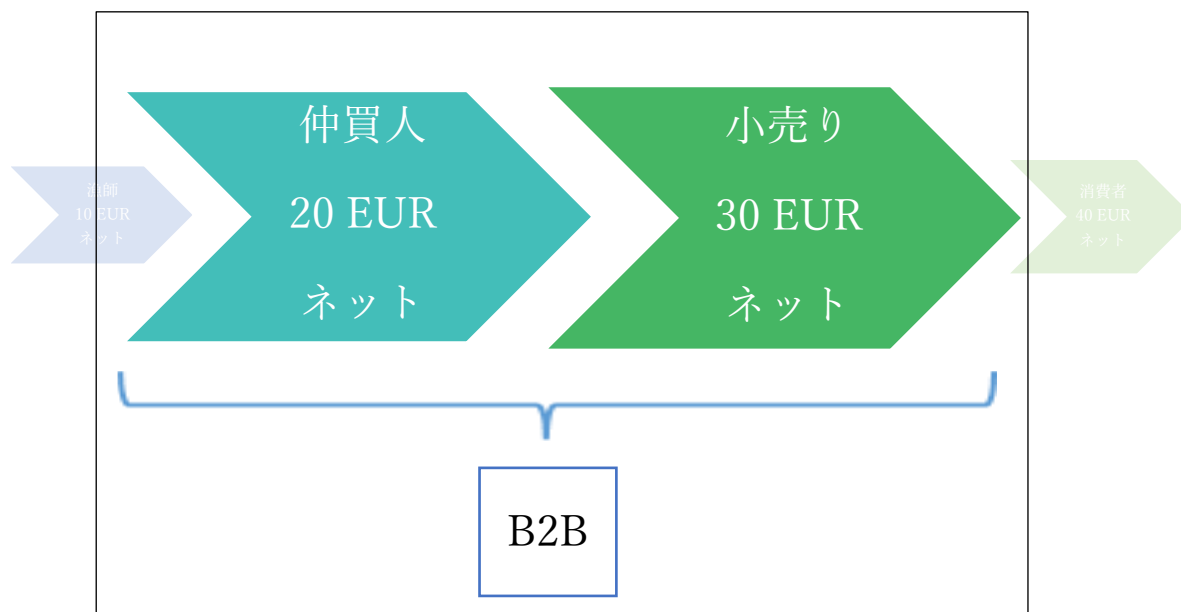 漁師
10 EUR
ネット
仲買人
20 EUR
ネット
小売り
30 EUR
ネット
消費者
40 EUR
ネット
B2B